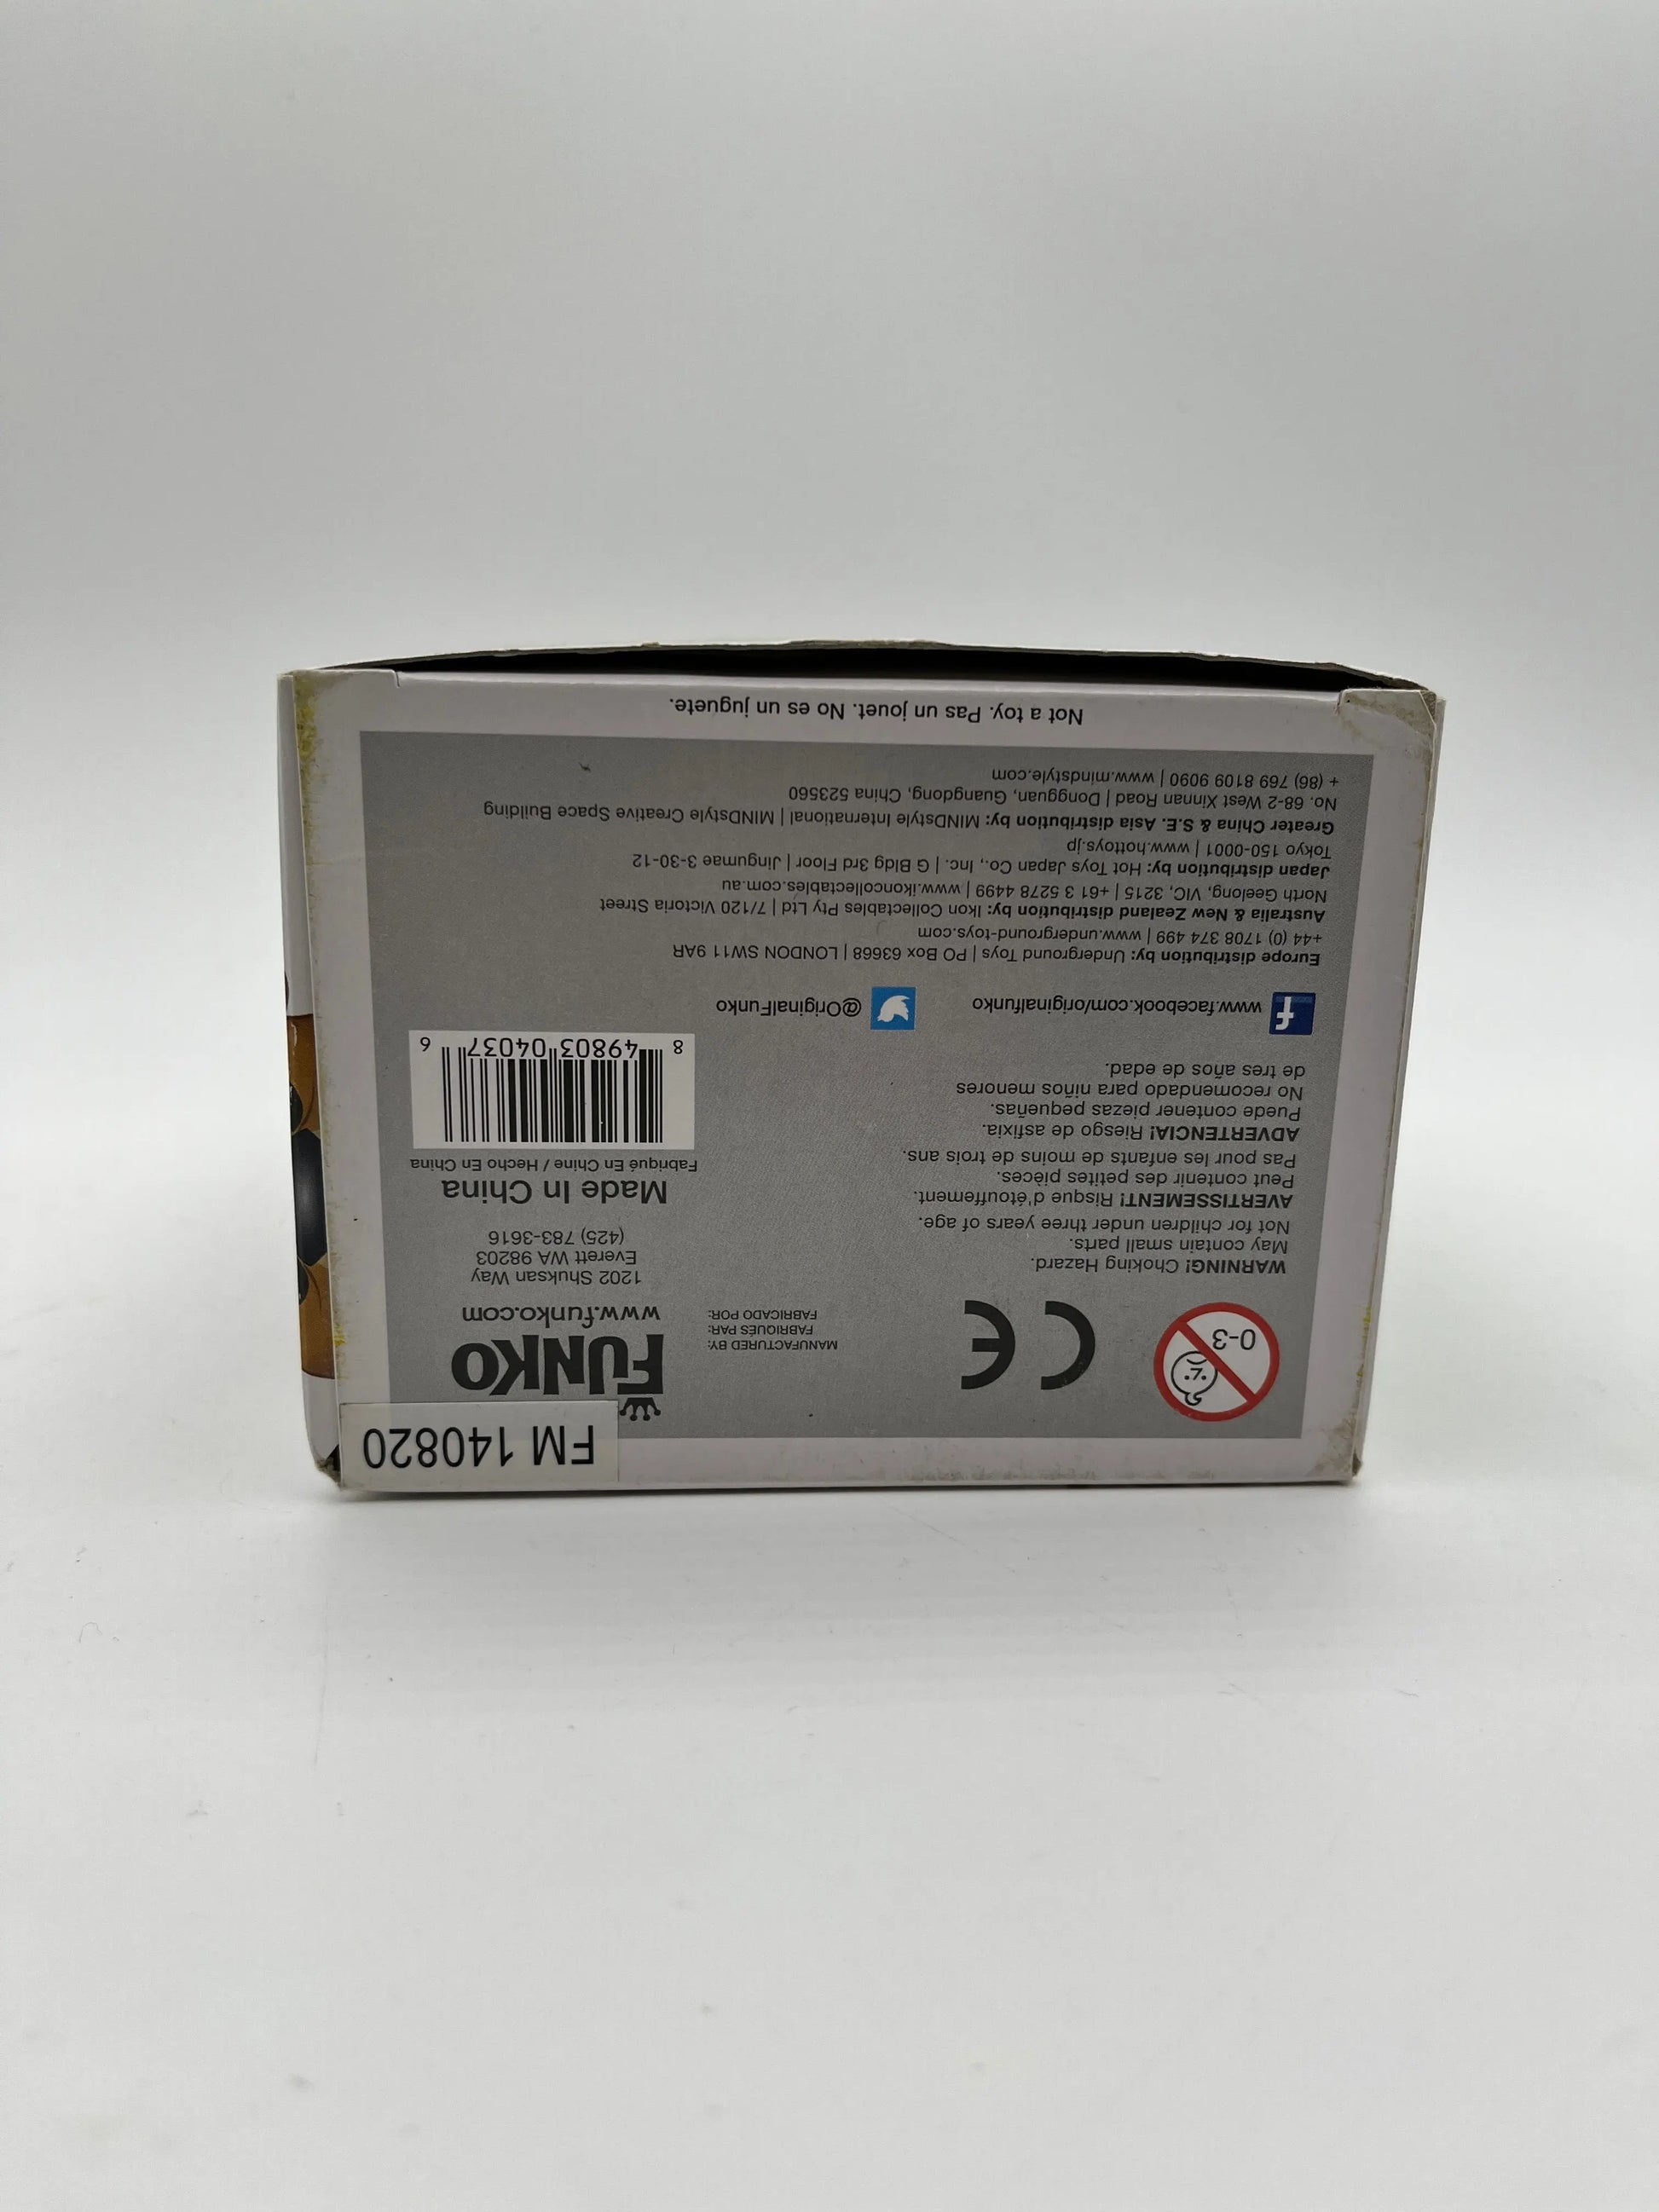 FM 140820
FUNKO
www.funko.com
1202 Shuksan Way
Everett WA 98203
(425) 783-3616
Made In China
Fabriqué En Chine / Hecho En China
8 49803 04037 6
MANUFACTURED BY:
FABRIQUÉS PAR:
FABRICADO POR:
CE
0-3
WARNING! Choking Hazard.
May contain small parts.
Not for children under three years of age.
AVERTISSEMENT! Risque d'étouffement.
Peut contenir des petites pièces.
Pas pour les enfants de moins de trois ans.
ADVERTENCIA! Riesgo de asfixia.
Puede contener piezas pequeñas.
No recomendado para niños menores
de tres años de edad.
f www.facebook.com/originalfunko
@OriginalFunko
Europe distribution by: Underground Toys | PO Box 63668 | LONDON SW11 9AR
+44 (0) 1708 374 499 | www.underground-toys.com
Australia & New Zealand distribution by: Ikon Collectables Pty Ltd | 7/120 Victoria Street
North Geelong, VIC, 3215 | +61 3 5278 4499 | www.ikoncollectables.com.au
Japan distribution by: Hot Toys Japan Co., Inc. | G Bldg 3rd Floor | Jingumae 3-30-12
Tokyo 150-0001 | www.hottoys.jp
Greater China & S.E. Asia distribution by: MINDstyle International | MINDstyle Creative Space Building
No. 68-2 West Xinnan Road | Dongguan, Guangdong, China 523560
+ (86) 769 8109 9090 | www.mindstyle.com
Not a toy. Pas un jouet. No es un juguete.